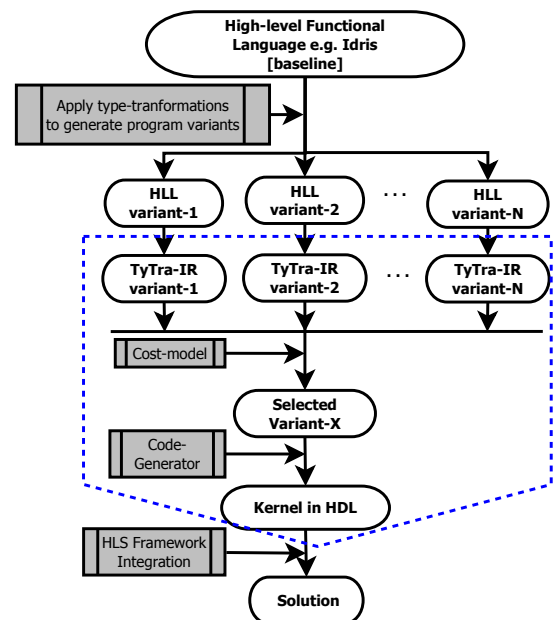 High-level Functional
Language e.g. Idris
[baseline]
Apply type-tranformations
to generate program variants
HLL
variant-1
HLL
variant-2
. . .
HLL
variant-N
TyTra-IR
variant-1
TyTra-IR
variant-2
. . .
TyTra-IR
variant-N
Cost-model
Selected
Variant-X
Code-
Generator
Kernel in HDL
HLS Framework
Integration
Solution